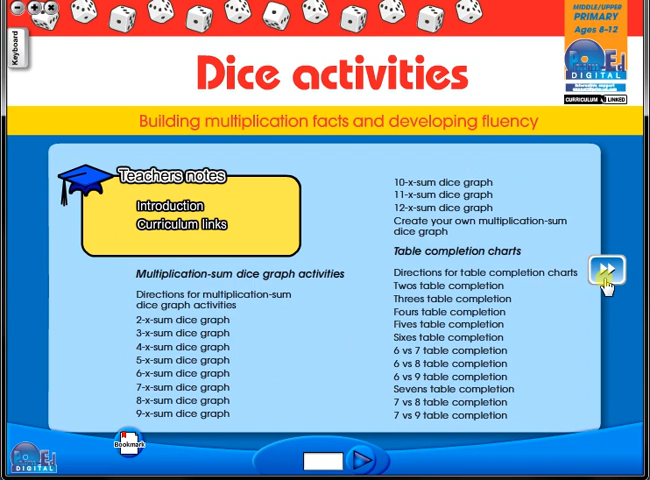 Keyboard
MIDDLE/UPPER
PRIMARY
Ages 8-12
DIGITAL
CURRICULUM LINKED
Dice activities
Building multiplication facts and developing fluency
Teachers notes
Introduction
Curriculum links
Multiplication-sum dice graph activities
Directions for multiplication-sum
dice graph activities
2-x-sum dice graph
3-x-sum dice graph
4-x-sum dice graph
5-x-sum dice graph
6-x-sum dice graph
7-x-sum dice graph
8-x-sum dice graph
9-x-sum dice graph
10-x-sum dice graph
11-x-sum dice graph
12-x-sum dice graph
Create your own multiplication-sum
dice graph
Table completion charts
Directions for table completion charts
Twos table completion
Threes table completion
Fours table completion
Fives table completion
Sixes table completion
6 vs 7 table completion
6 vs 8 table completion
6 vs 9 table completion
Sevens table completion
7 vs 8 table completion
7 vs 9 table completion
Bookmark
DIGITAL